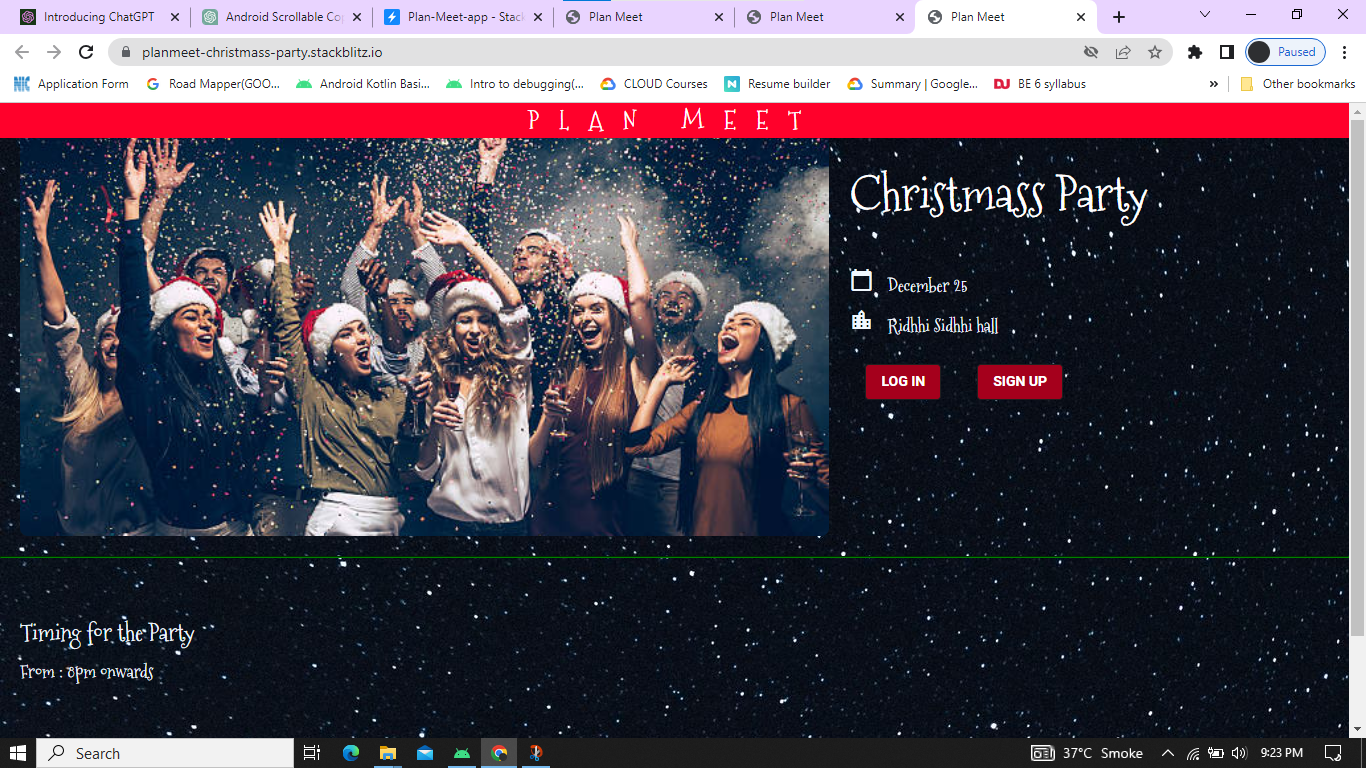 Introducing ChatGPT
Android Scrollable Co
Plan-Meet-app - Stack
Plan Meet
Plan Meet
Plan Meet
planmeet-christmass-party.stackblitz.io
Paused
Application Form
Road Mapper(GOO...
Android Kotlin Basi...
Intro to debugging(...
CLOUD Courses
N
Resume builder
Summary | Google...
DU
BE 6 syllabus
»
Other bookmarks
PLAN MEET
Christmass Party
December 25
Ridhhi Sidhhi hall
LOG IN
SIGN UP
Timing for the Party
From : 8pm onwards
Search
37°C Smoke
9:23 PM